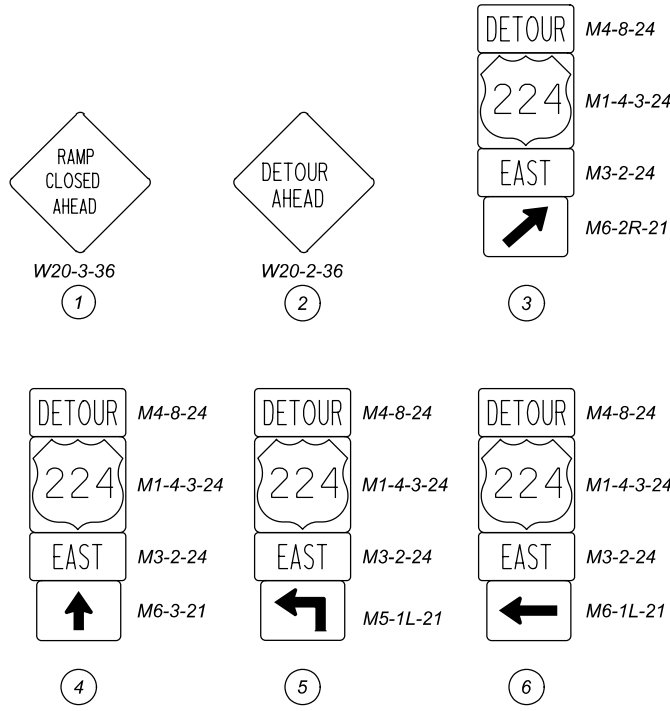 RAMP
CLOSED
AHEAD
W20-3-36
1
DETOUR
AHEAD
W20-2-36
2
DETOUR M4-8-24
224 M1-4-3-24
EAST M3-2-24
M6-2R-21
3
DETOUR M4-8-24
224 M1-4-3-24
EAST M3-2-24
M6-3-21
4
DETOUR M4-8-24
224 M1-4-3-24
EAST M3-2-24
M5-1L-21
5
DETOUR M4-8-24
224 M1-4-3-24
EAST M3-2-24
M6-1L-21
6